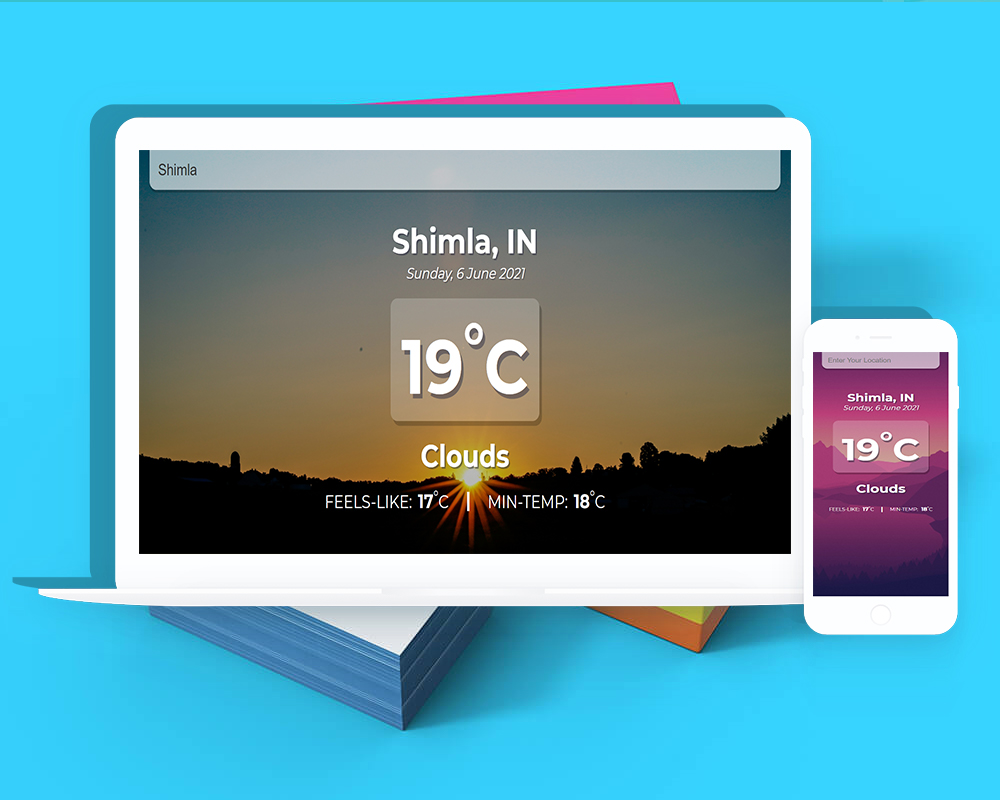 Shimla
Shimla, IN
Sunday, 6 June 2021
19°C
Clouds
FEELS-LIKE: 17°C | MIN-TEMP: 18°C
Enter Your Location
Shimla, IN
Sunday, 6 June 2021
19°C
Clouds
FEELS-LIKE: 17°C | MIN-TEMP: 18°C